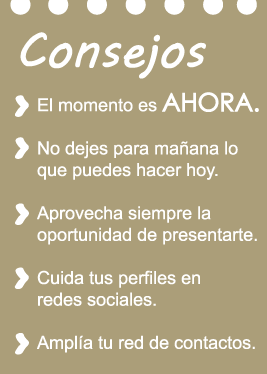 Consejos
El momento es AHORA.
No dejes para mañana lo
que puedes hacer hoy.
Aprovecha siempre la
oportunidad de presentarte.
Cuida tus perfiles en
redes sociales.
Amplía tu red de contactos.